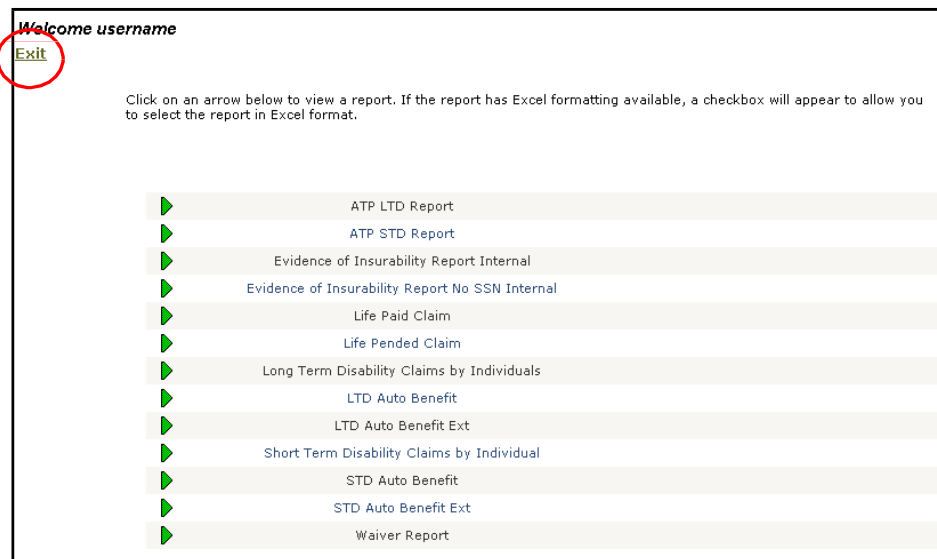 Welcome username
Exit
Click on an arrow below to view a report. If the report has Excel formatting available, a checkbox will appear to allow you
to select the report in Excel format.
ATP LTD Report
ATP STD Report
Evidence of Insurability Report Internal
Evidence of Insurability Report No SSN Internal
Life Paid Claim
Life Pended Claim
Long Term Disability Claims by Individuals
LTD Auto Benefit
LTD Auto Benefit Ext
Short Term Disability Claims by Individual
STD Auto Benefit
STD Auto Benefit Ext
Waiver Report